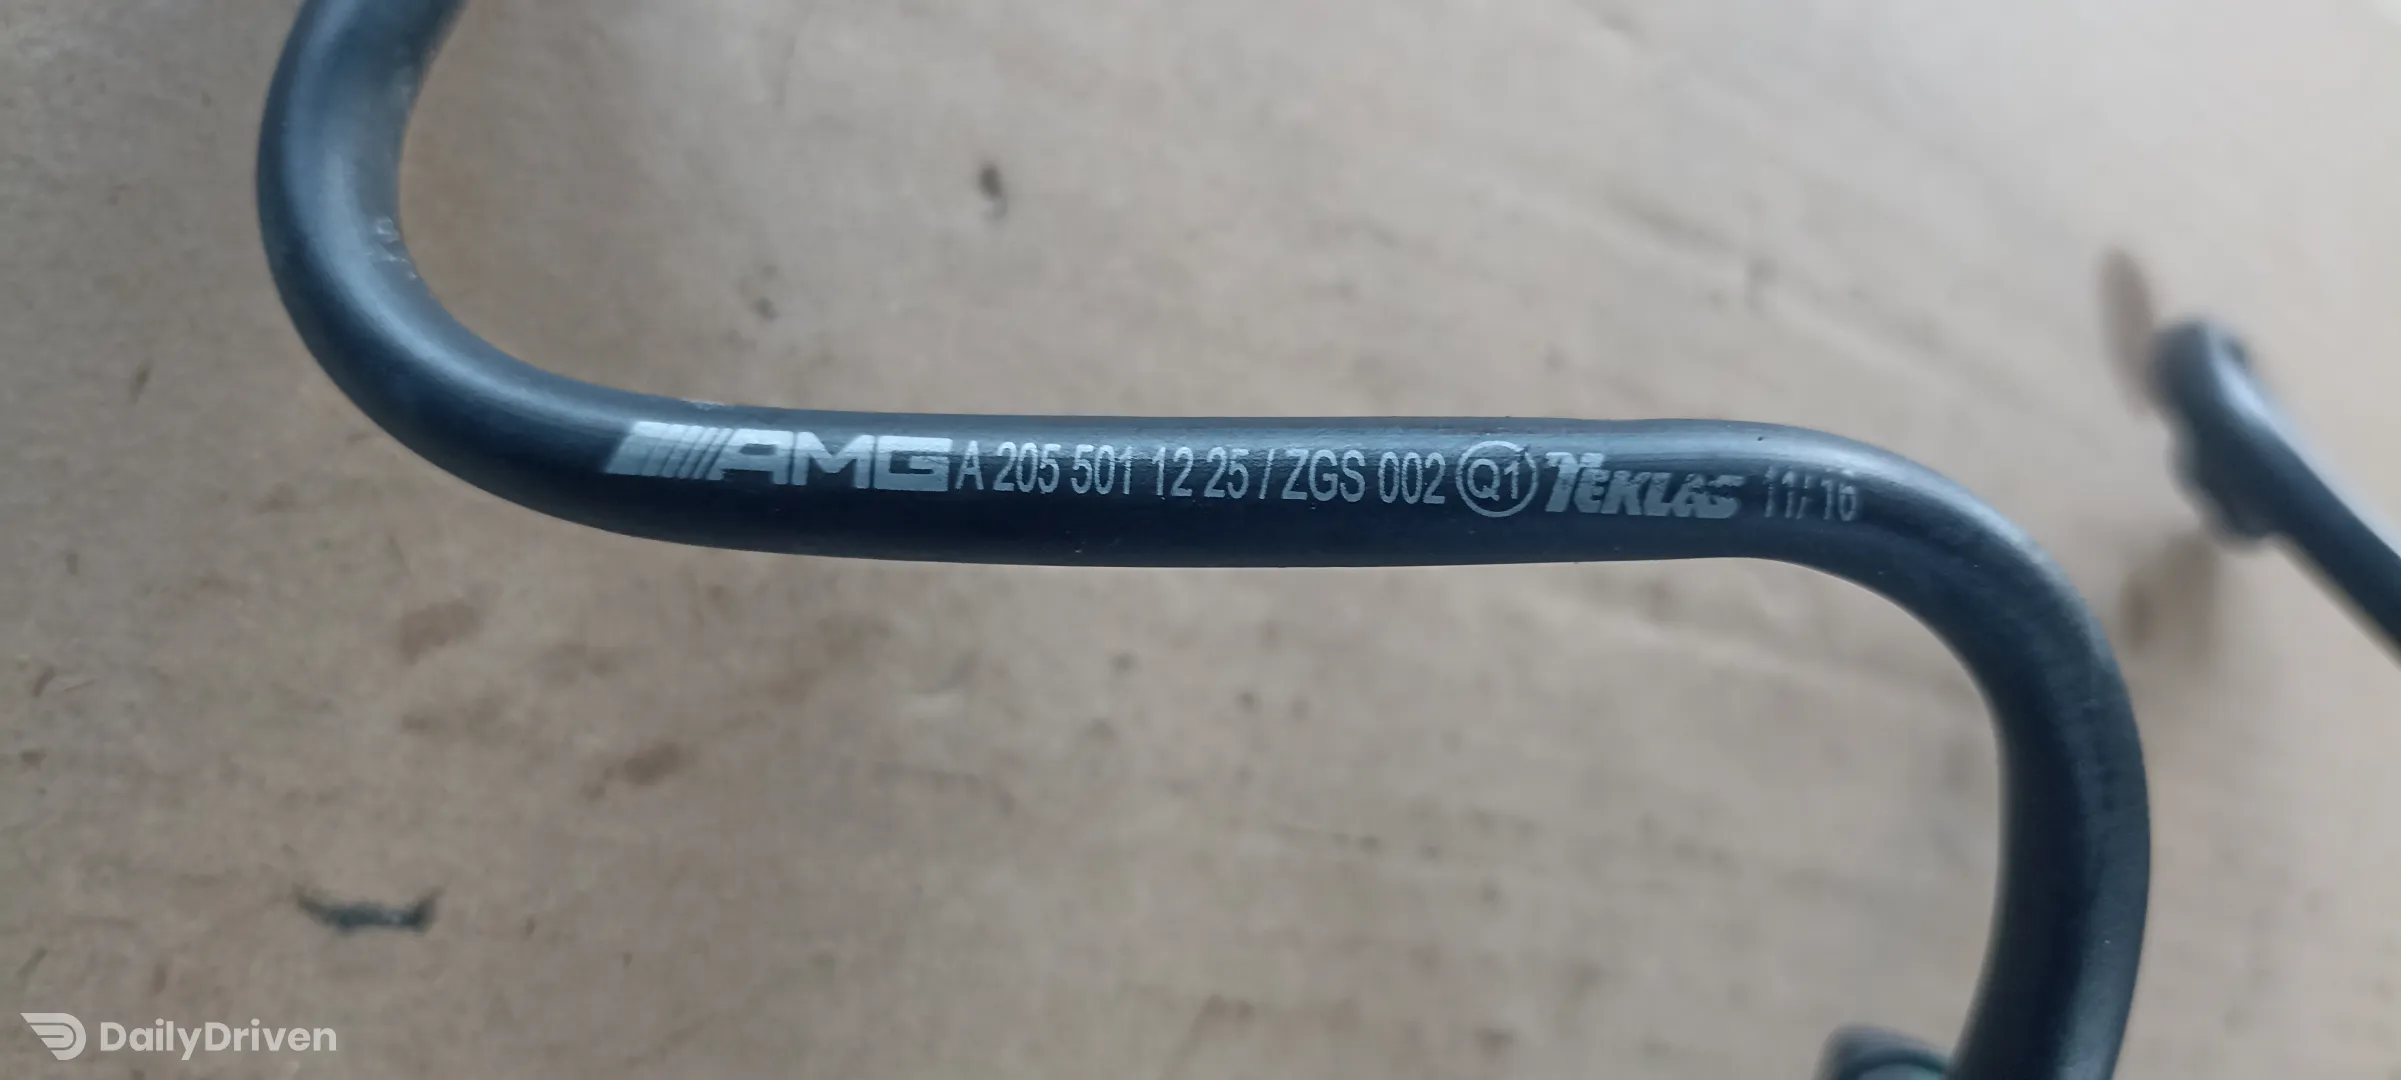 AMG A 205 501 12 25 / ZGS 002 Q1 TEKLAS 11/16
DailyDriven